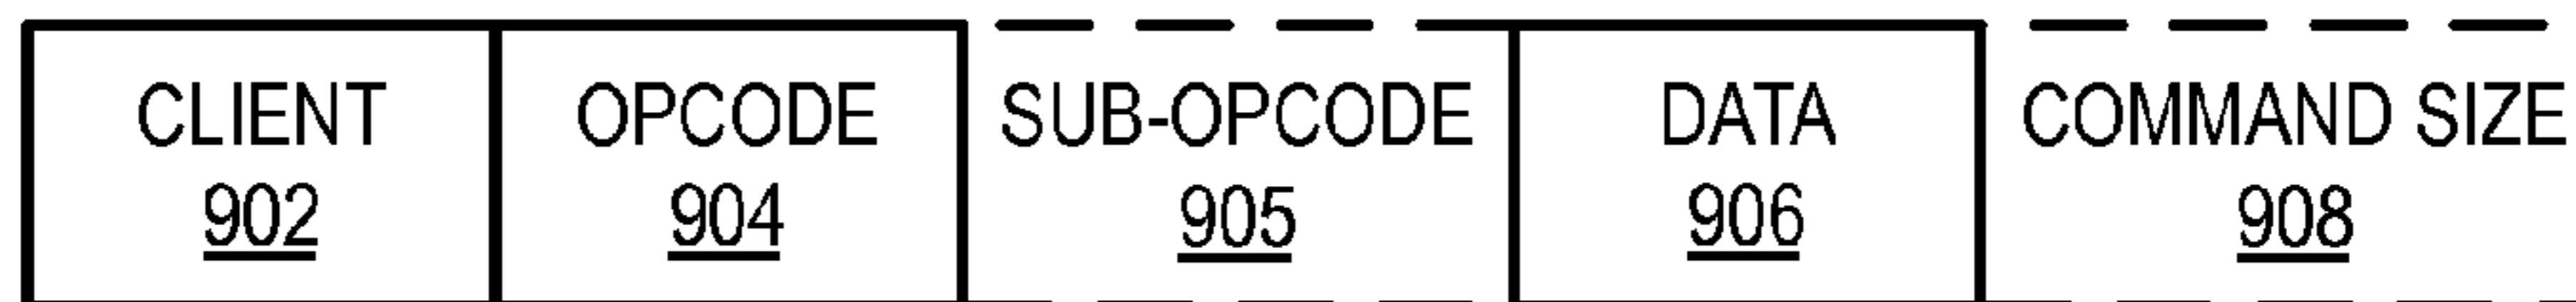 CLIENT OPCODE SUB-OPCODE DATA COMMAND SIZE
902 904 905 906 908